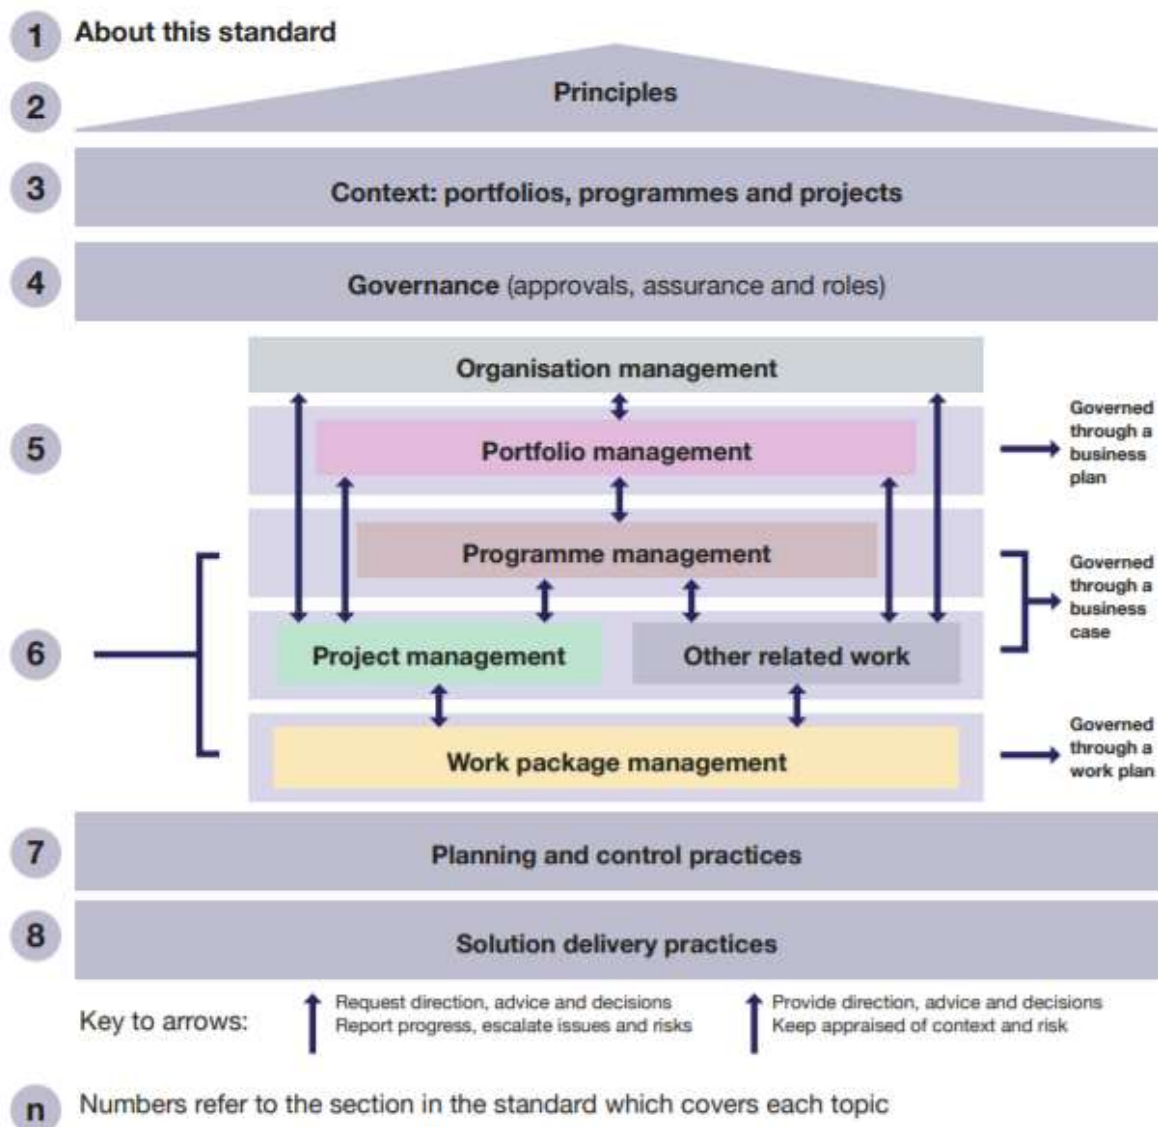 1 About this standard
2 Principles
3 Context: portfolios, programmes and projects
4 Governance (approvals, assurance and roles)
Organisation management
5 Portfolio management
Governed
through a
business
plan
Programme management
Governed
through a
business
case
6 Project management Other related work
Work package management
Governed
through a
work plan
7 Planning and control practices
8 Solution delivery practices
Key to arrows:
Request direction, advice and decisions
Report progress, escalate issues and risks
Provide direction, advice and decisions
Keep appraised of context and risk
n Numbers refer to the section in the standard which covers each topic